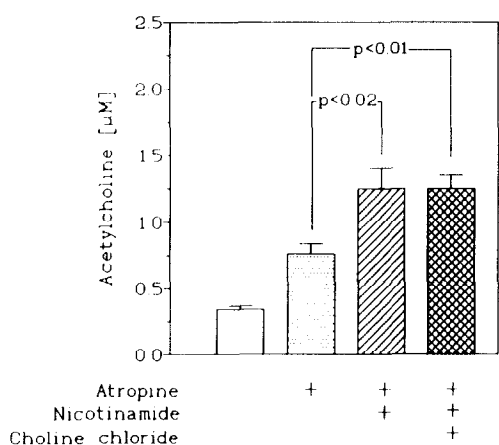 2.5
2.0
1.5
1.0
0.5
0.0
Acetylcholine [µM]
p<0.01
p<0.02
Atropine + + +
Nicotinamide + +
Choline chloride +